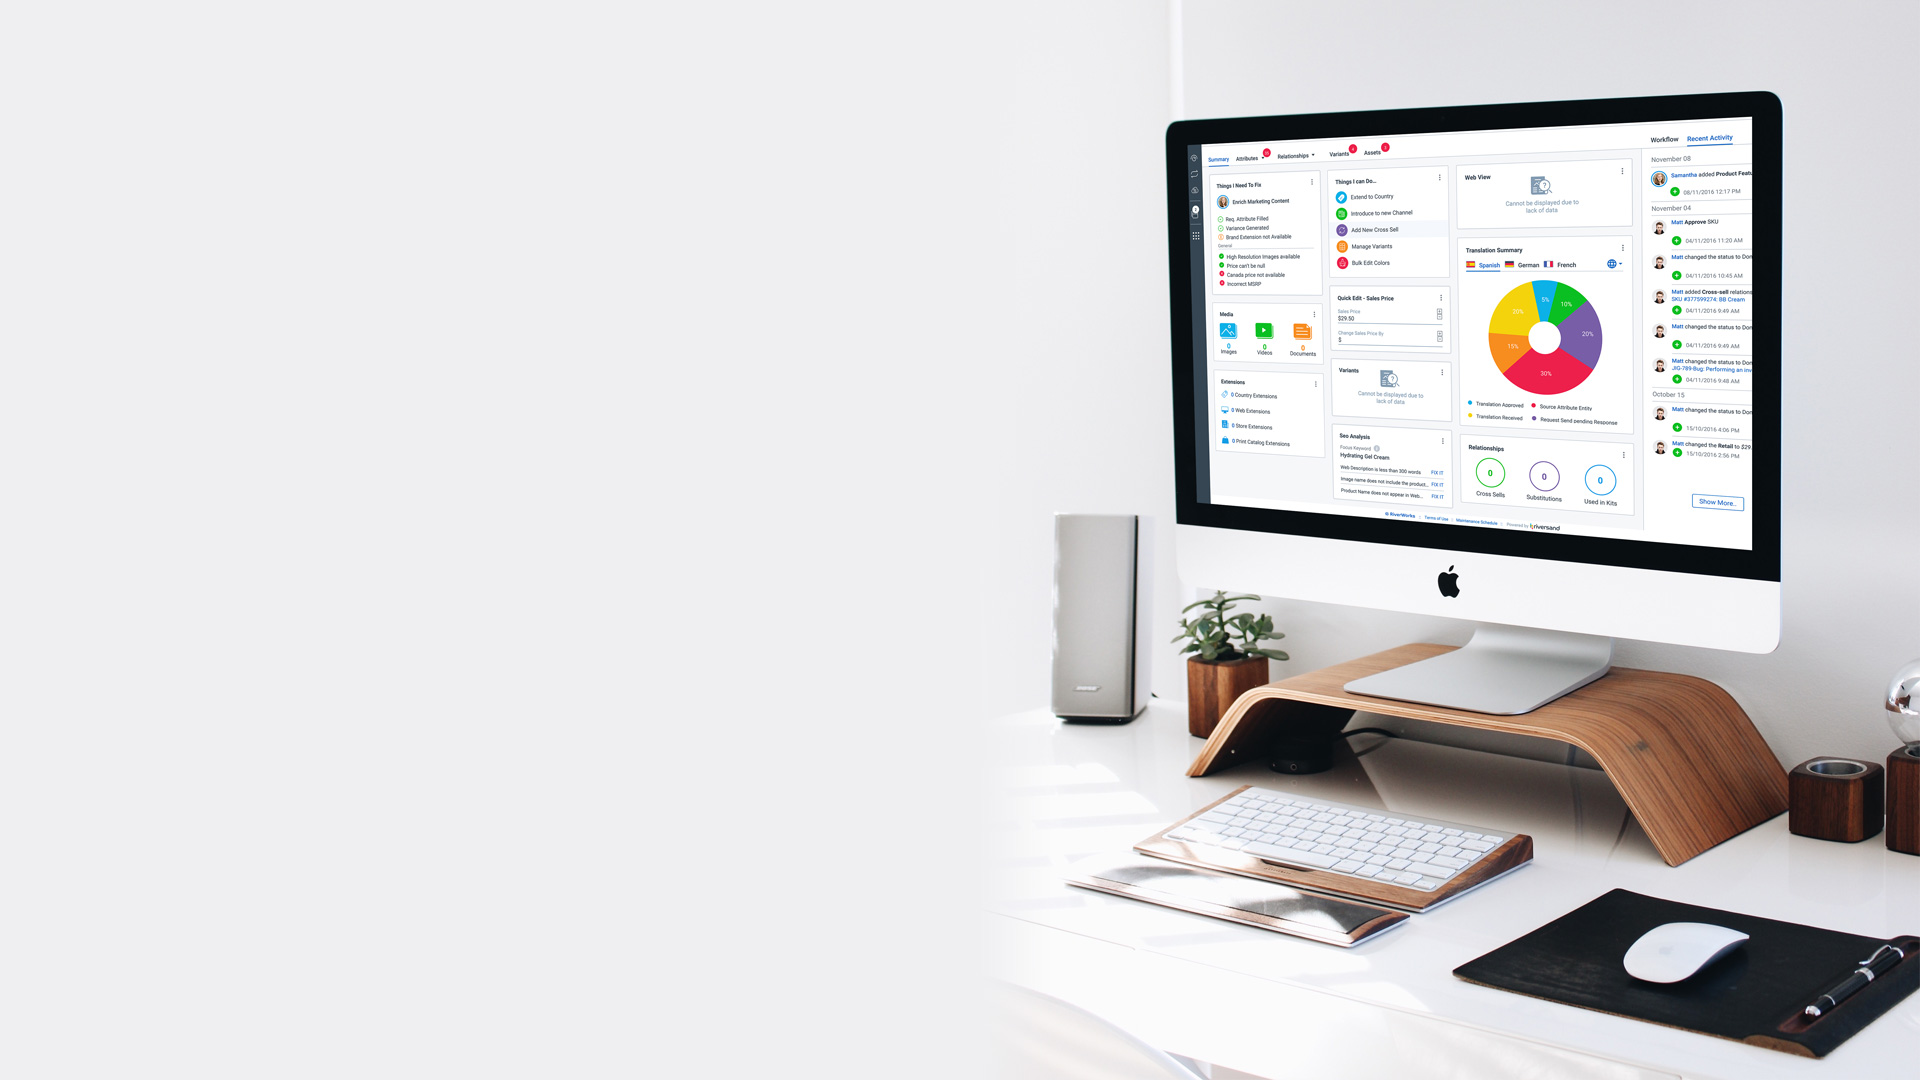 Summary
Attributes
Relationships
Variants
Assets
Things I Need To Fix
Enrich Marketing Content
Req. Attribute Filled
Variance Generated
Brand Extension not Available
General
High Resolution Images available
Price can't be null
Canada price not available
Incorrect MSRP
Media
0
Images
0
Videos
0
Documents
Extensions
0 Country Extensions
0 Web Extensions
0 Store Extensions
0 Print Catalog Extensions
Things I can Do...
Extend to Country
Introduce to new Channel
Add New Cross Sell
Manage Variants
Bulk Edit Colors
Quick Edit - Sales Price
Sales Price
$29.50
Change Sales Price By
$
Variants
Cannot be displayed due to
lack of data
Seo Analysis
Focus Keyword
Hydrating Gel Cream
Web Description is less than 300 words FIX IT
Image name does not include the product... FIX IT
Product Name does not appear in Web... FIX IT
Web View
Cannot be displayed due to
lack of data
Translation Summary
Spanish
German
French
5%
10%
20%
30%
15%
20%
Translation Approved
Source Attribute Entity
Translation Received
Request Send pending Response
Relationships
0
Cross Sells
0
Substitutions
0
Used in Kits
Workflow
Recent Activity
November 08
Samantha added Product Featu
08/11/2016 12:17 PM
November 04
Matt Approve SKU
04/11/2016 11:20 AM
Matt changed the status to Don
04/11/2016 10:45 AM
Matt added Cross-sell relations
SKU #377599274: BB Cream
04/11/2016 9:49 AM
Matt changed the status to Don
04/11/2016 9:49 AM
Matt changed the status to Don
JIG-789-Bug: Performing an inv
04/11/2016 9:48 AM
October 15
Matt changed the status to Don
15/10/2016 4:06 PM
Matt changed the Retail to $29.
15/10/2016 2:56 PM
Show More..
© RiverWorks
Terms of Use
Maintenance Schedule
Powered by riversand
BOSE